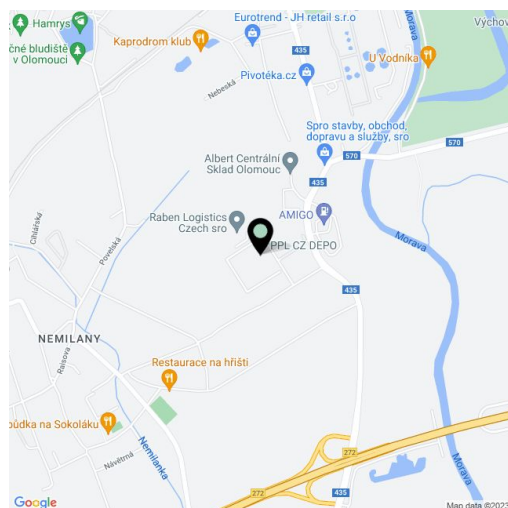 Hamrys
čné bludiště
v Olomouci
Eurotrend - JH retail s.r.o
Kaprodrom klub
Výchov
Morava
U Vodníka
Pivotéka.cz
Nebeská
Spro stavby, obchod,
dopravu a služby, sro
570
570
Albert Centrální
Sklad Olomouc
435
AMIGO
Raben Logistics
Czech sro
PPL CZ DEPO
Morava
Cihlářská
Povelská
435
NEMILANY
Raisova
Restaurace na hřišti
oůdka na Sokoláku
Návětrná
Nemilanka
272
272
435
Morava
Google
Map data ©2023